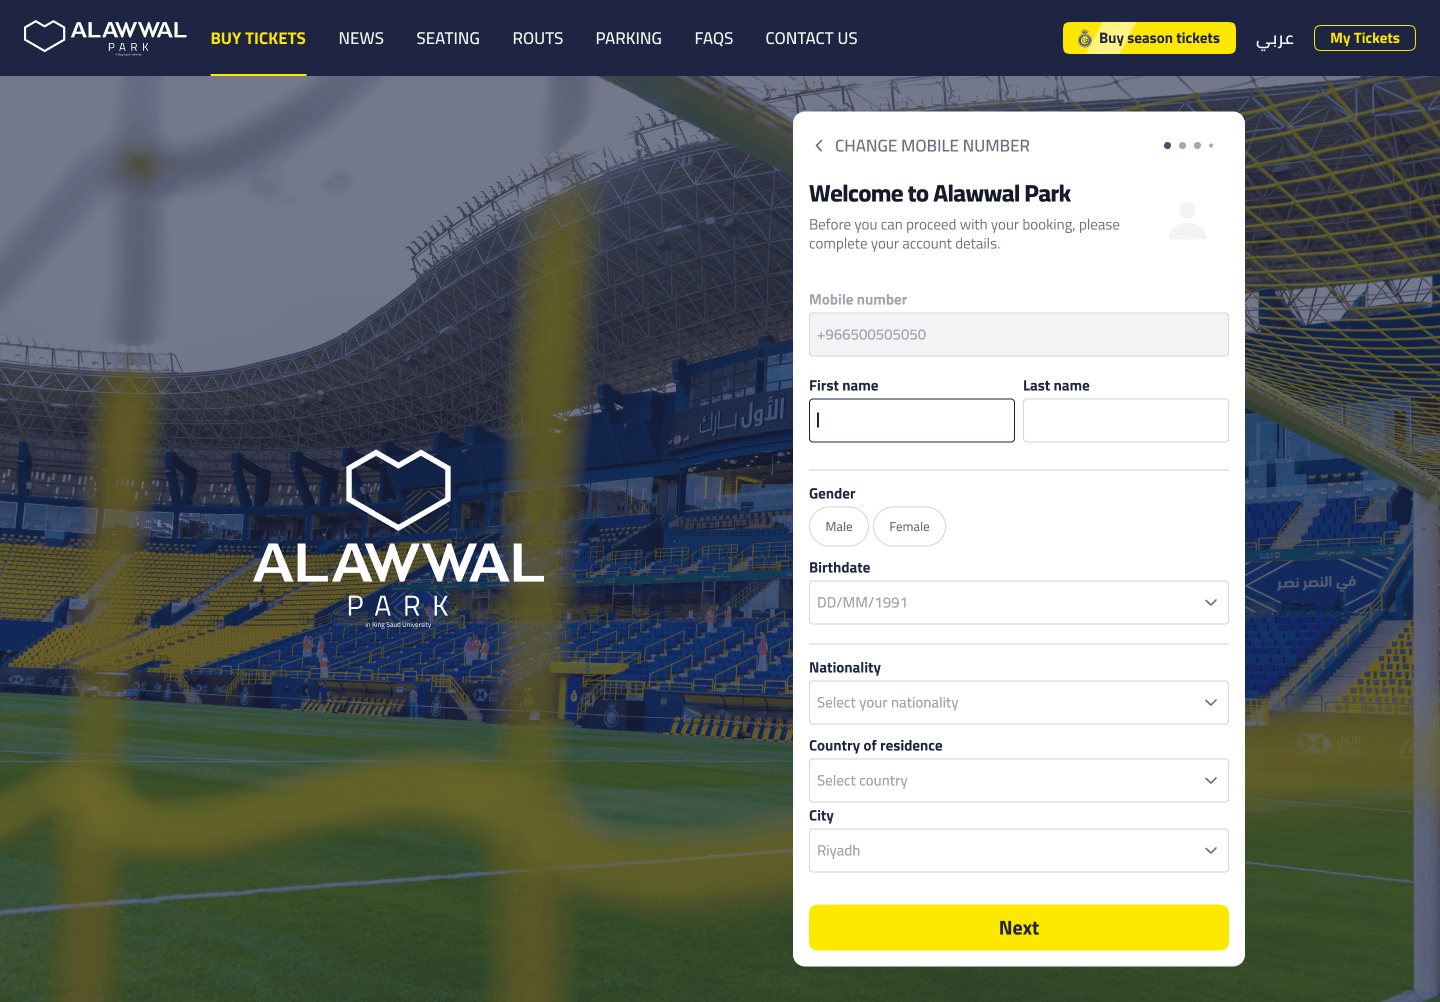 ALAWWAL
PARK
BUY TICKETS
NEWS
SEATING
ROUTS
PARKING
FAQS
CONTACT US
Buy season tickets
عربي
My Tickets
CHANGE MOBILE NUMBER
Welcome to Alawwal Park
Before you can proceed with your booking, please
complete your account details.
Mobile number
+966500505050
First name
Last name
Gender
Male
Female
Birthdate
DD/MM/1991
Nationality
Select your nationality
Country of residence
Select country
City
Riyadh
Next
الأول بارك
ALAWWAL
PARK
in King Saud University
في النصر نصر